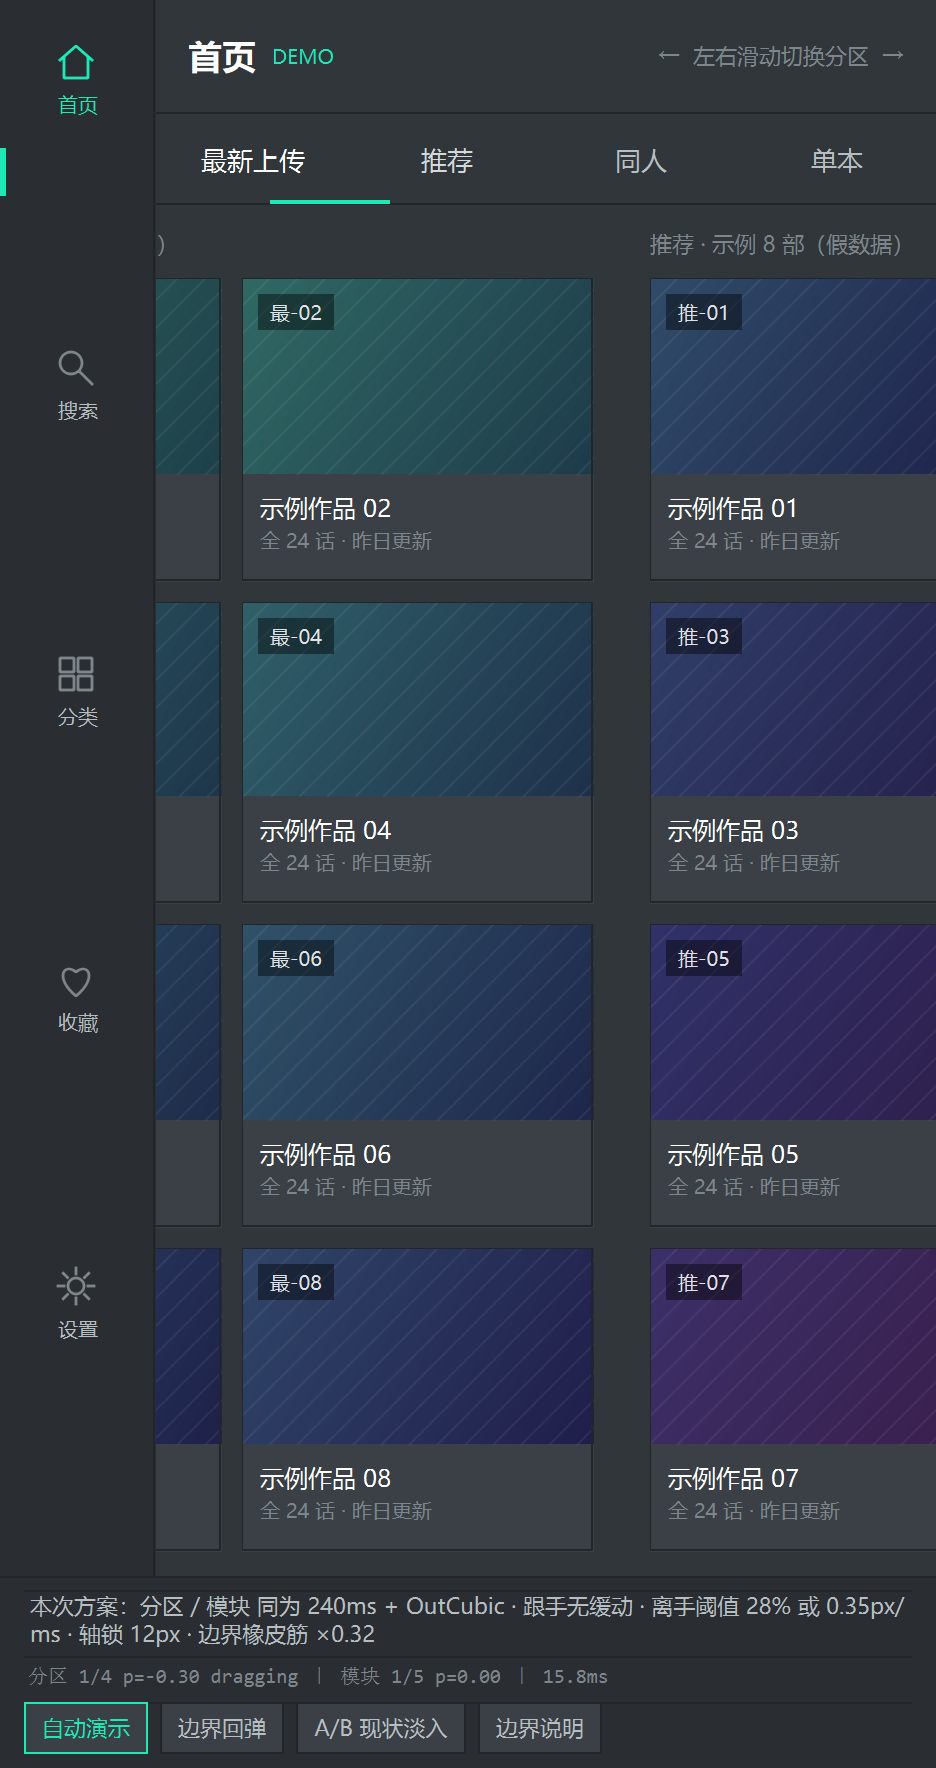 首页
搜索
分类
收藏
设置
首页 DEMO
← 左右滑动切换分区 →
最新上传 推荐 同人 单本
）
推荐 · 示例 8 部（假数据）
最-02
示例作品 02
全 24 话 · 昨日更新
推-01
示例作品 01
全 24 话 · 昨日更新
最-04
示例作品 04
全 24 话 · 昨日更新
推-03
示例作品 03
全 24 话 · 昨日更新
最-06
示例作品 06
全 24 话 · 昨日更新
推-05
示例作品 05
全 24 话 · 昨日更新
最-08
示例作品 08
全 24 话 · 昨日更新
推-07
示例作品 07
全 24 话 · 昨日更新
本次方案：分区 / 模块 同为 240ms + OutCubic · 跟手无缓动 · 离手阈值 28% 或 0.35px/
ms · 轴锁 12px · 边界橡皮筋 ×0.32
分区 1/4 p=-0.30 dragging | 模块 1/5 p=0.00 | 15.8ms
自动演示 边界回弹 A/B 现状淡入 边界说明